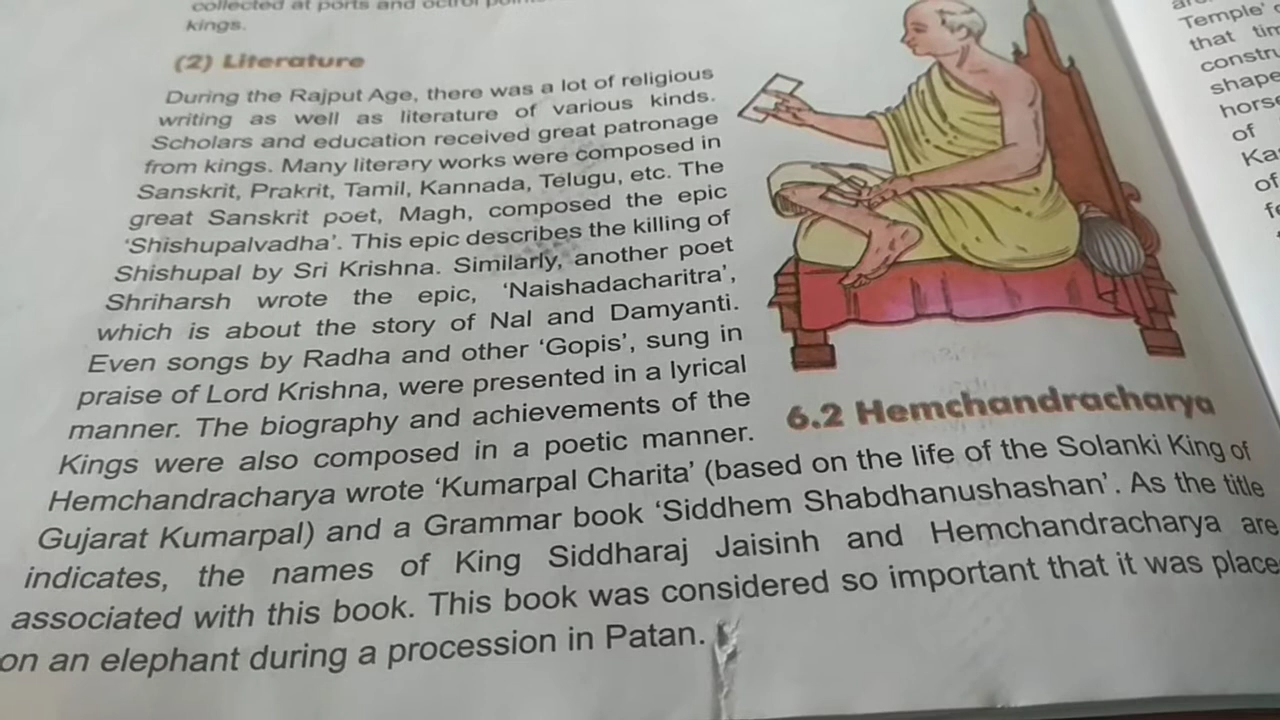 collected at ports and octroi
kings.
(2) Literature
During the Rajput Age, there was a lot of religious
writing as well as literature of various kinds.
Scholars and education received great patronage
from kings. Many literary works were composed in
Sanskrit, Prakrit, Tamil, Kannada, Telugu, etc. The
great Sanskrit poet, Magh, composed the epic
‘Shishupalvadha’. This epic describes the killing of
Shishupal by Sri Krishna. Similarly, another poet
Shriharsh wrote the epic, ‘Naishadacharitra’,
which is about the story of Nal and Damyanti.
Even songs by Radha and other ‘Gopis’, sung in
praise of Lord Krishna, were presented in a lyrical
manner. The biography and achievements of the
Kings were also composed in a poetic manner.
6.2 Hemchandracharya
Hemchandracharya wrote ‘Kumarpal Charita’ (based on the life of the Solanki King of
Gujarat Kumarpal) and a Grammar book ‘Siddhem Shabdhanushashan’. As the title
indicates, the names of King Siddharaj Jaisinh and Hemchandracharya are
associated with this book. This book was considered so important that it was place
on an elephant during a procession in Patan.
Temple’
that
shape
of
of